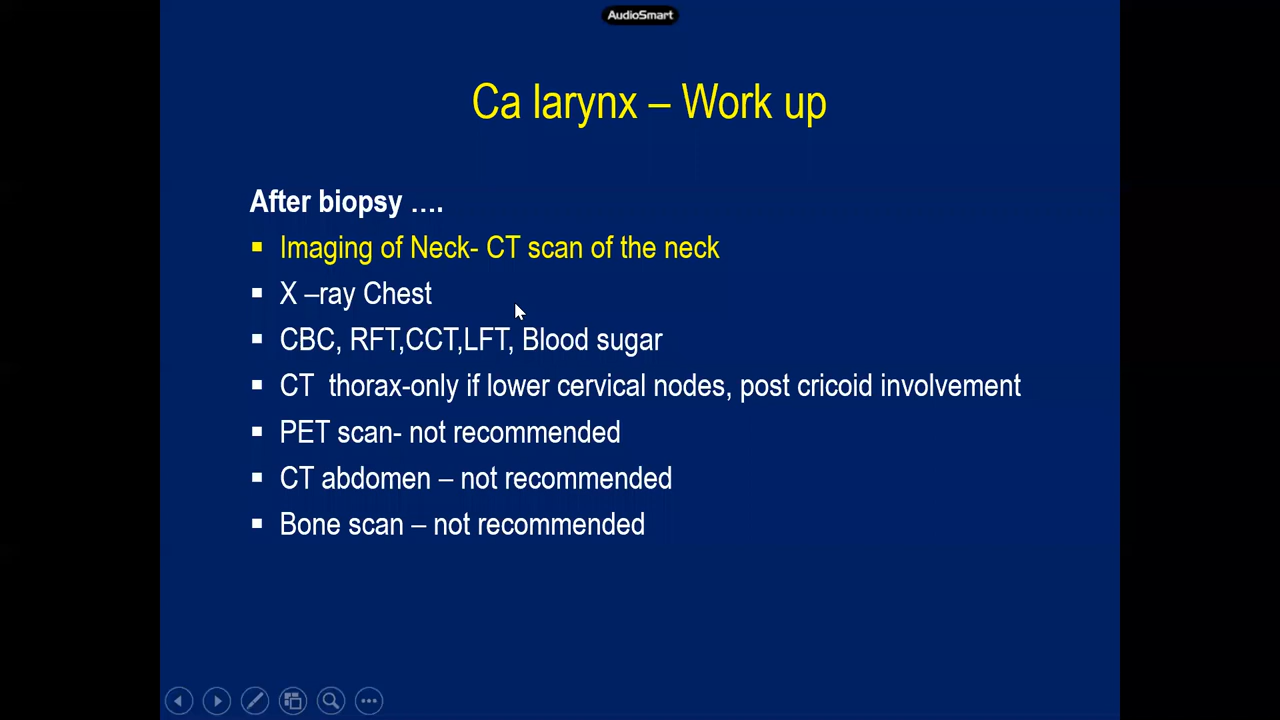 AudioSmart
Ca larynx – Work up
After biopsy ….
Imaging of Neck- CT scan of the neck
X –ray Chest
CBC, RFT,CCT,LFT, Blood sugar
CT thorax-only if lower cervical nodes, post cricoid involvement
PET scan- not recommended
CT abdomen – not recommended
Bone scan – not recommended